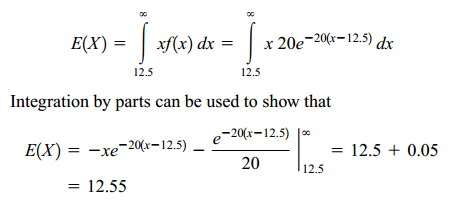 E(X) = ∫_{12.5}^{∞} xf(x) dx = ∫_{12.5}^{∞} x 20e^{−20(x−12.5)} dx
Integration by parts can be used to show that
E(X) = −xe^{−20(x−12.5)} − \frac{e^{−20(x−12.5)}}{20} |_{12.5}^{∞} = 12.5 + 0.05
= 12.55